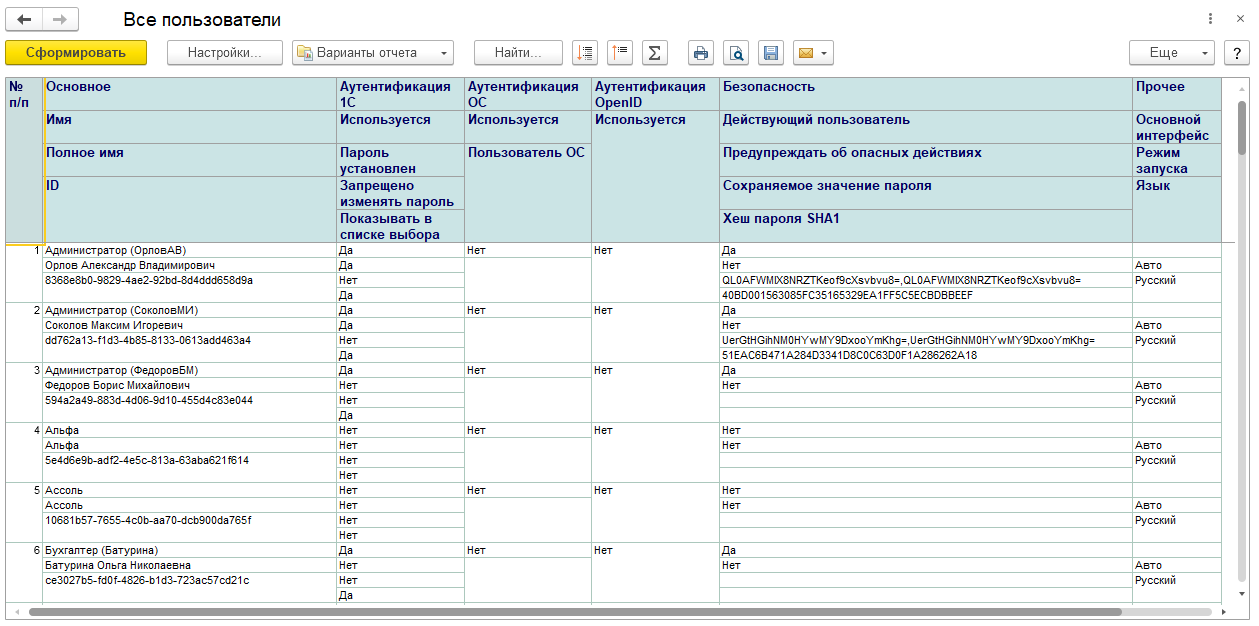 Все пользователи
Сформировать Настройки... Варианты отчета Найти... Еще ?
№ п/п Основное Аутентификация 1С Аутентификация ОС Аутентификация OpenID Безопасность Прочее
Имя Используется Используется Используется Действующий пользователь Основной интерфейс
Полное имя Пароль установлен Пользователь ОС Предупреждать об опасных действиях Режим запуска
ID Запрещено изменять пароль Сохраняемое значение пароля Язык
Показывать в списке выбора Хеш пароля SHA1
1 Администратор (ОрловАВ) Да Нет Нет Да
Орлов Александр Владимирович Да Нет Авто
8368e8b0-9829-4ae2-92bd-8d4ddd658d9a Нет QL0AFWMlX8NRZTKeof9cXsvbvu8=,QL0AFWMlX8NRZTKeof9cXsvbvu8= Русский
Да 40BD001563085FC35165329EA1FF5C5ECBDBBEEF
2 Администратор (СоколовМИ) Да Нет Нет Да
Соколов Максим Игоревич Да Нет Авто
dd762a13-f1d3-4b85-8133-0613add463a4 Нет UerGtHGihNM0HYwMY9DxooYmKhg=,UerGtHGihNM0HYwMY9DxooYmKhg= Русский
Да 51EAC6B471A284D3341D8C0C63D0F1A286262A18
3 Администратор (ФедоровБМ) Да Нет Нет Да
Федоров Борис Михайлович Нет Нет Авто
594a2a49-883d-4d06-9d10-455d4c83e044 Нет Русский
Да
4 Альфа Нет Нет Нет Нет
Альфа Нет Нет Авто
5e4d6e9b-adf2-4e5c-813a-63aba621f614 Нет Русский
Нет
5 Ассоль Нет Нет Нет Нет
Ассоль Нет Нет Авто
10681b57-7655-4c0b-aa70-dcb900da765f Нет Русский
Нет
6 Бухгалтер (Батурина) Да Нет Нет Да
Батурина Ольга Николаевна Нет Нет Авто
ce3027b5-fd0f-4826-b1d3-723ac57cd21c Нет Русский
Да